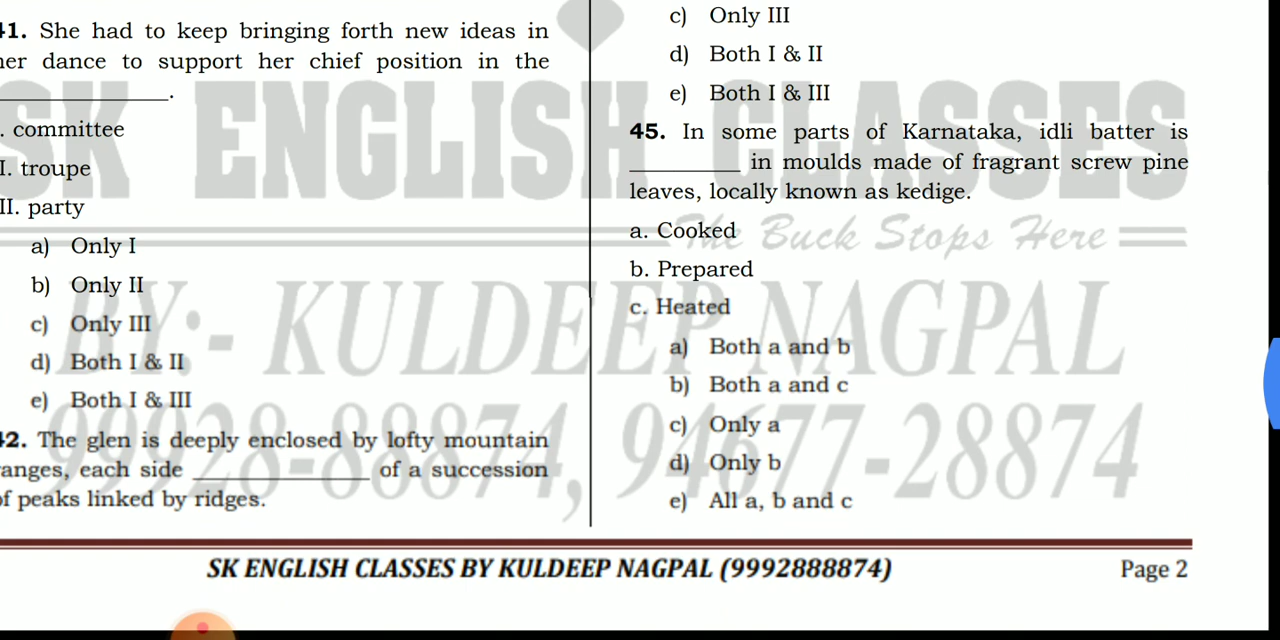 41. She had to keep bringing forth new ideas in
her dance to support her chief position in the
______________.
. committee
I. troupe
II. party
a) Only I
b) Only II
c) Only III
d) Both I & II
e) Both I & III
42. The glen is deeply enclosed by lofty mountain
ranges, each side ______________ of a succession
of peaks linked by ridges.
c) Only III
d) Both I & II
e) Both I & III
45. In some parts of Karnataka, idli batter is
_________ in moulds made of fragrant screw pine
leaves, locally known as kedige.
a. Cooked
b. Prepared
c. Heated
a) Both a and b
b) Both a and c
c) Only a
d) Only b
e) All a, b and c
SK ENGLISH CLASSES
The Buck Stops Here
BY:- KULDEEP NAGPAL
99928-88874, 94677-28874
SK ENGLISH CLASSES BY KULDEEP NAGPAL (9992888874)
Page 2